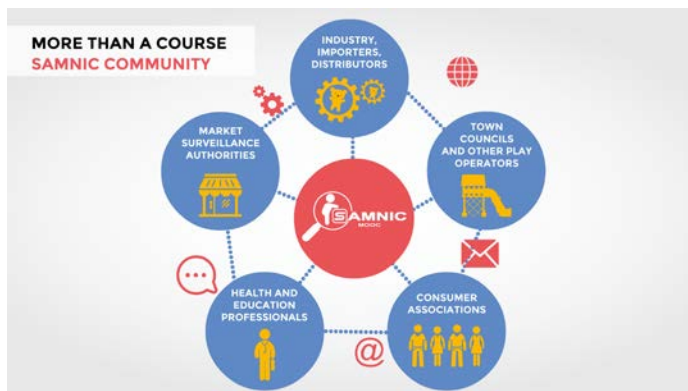 MORE THAN A COURSE
SAMNIC COMMUNITY
INDUSTRY,
IMPORTERS,
DISTRIBUTORS
MARKET
SURVEILLANCE
AUTHORITIES
TOWN
COUNCILS
AND OTHER PLAY
OPERATORS
SAMNIC
MOOC
HEALTH AND
EDUCATION
PROFESSIONALS
CONSUMER
ASSOCIATIONS
@